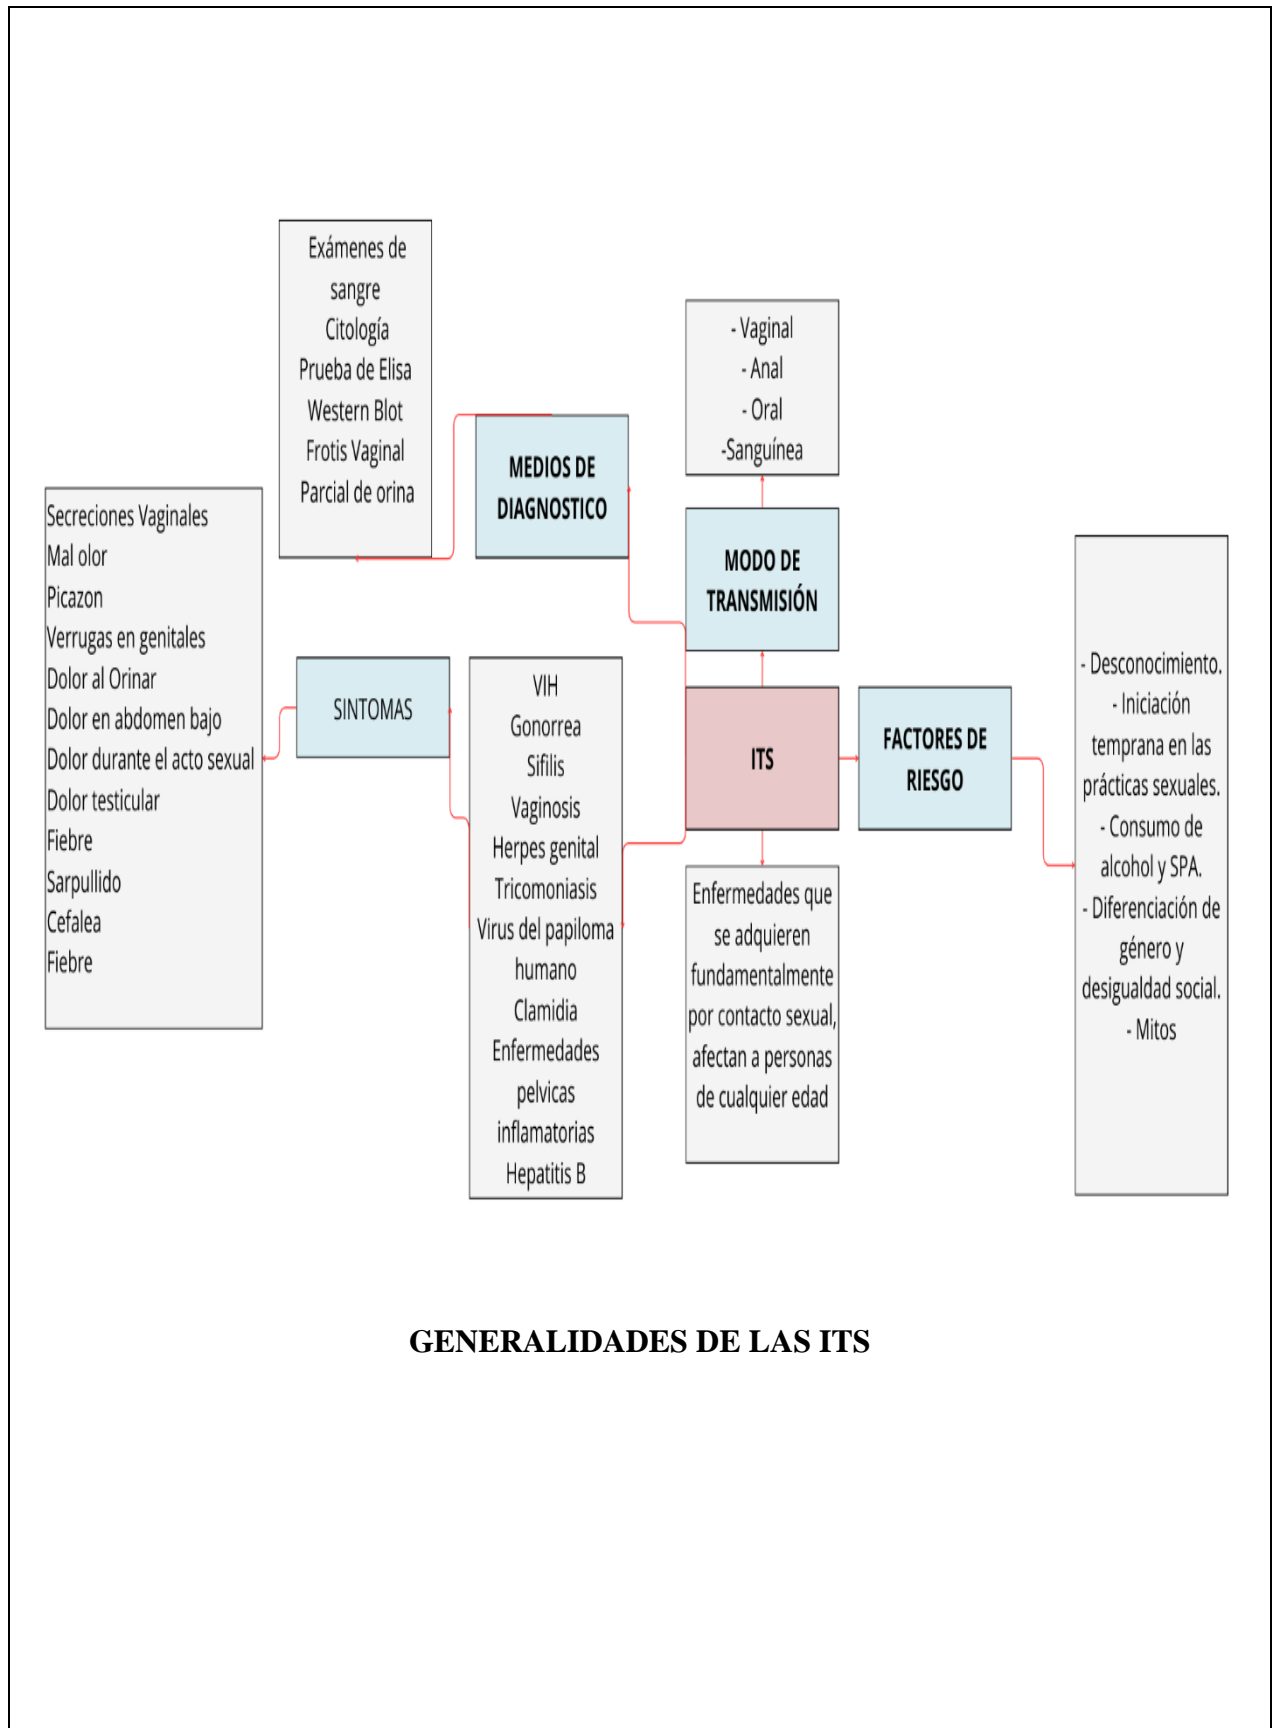 Exámenes de
sangre
Citología
Prueba de Elisa
Western Blot
Frotis Vaginal
Parcial de orina
- Vaginal
- Anal
- Oral
-Sanguínea
MEDIOS DE
DIAGNOSTICO
Secreciones Vaginales
Mal olor
Picazon
Verrugas en genitales
Dolor al Orinar
Dolor en abdomen bajo
Dolor durante el acto sexual
Dolor testicular
Fiebre
Sarpullido
Cefalea
Fiebre
MODO DE
TRANSMISIÓN
SINTOMAS
VIH
Gonorrea
Sifilis
Vaginosis
Herpes genital
Tricomoniasis
Virus del papiloma
humano
Clamidia
Enfermedades
pelvicas
inflamatorias
Hepatitis B
ITS
FACTORES DE
RIESGO
- Desconocimiento.
- Iniciación
temprana en las
prácticas sexuales.
- Consumo de
alcohol y SPA.
- Diferenciación de
género y
desigualdad social.
- Mitos
Enfermedades que
se adquieren
fundamentalmente
por contacto sexual,
afectan a personas
de cualquier edad
GENERALIDADES DE LAS ITS